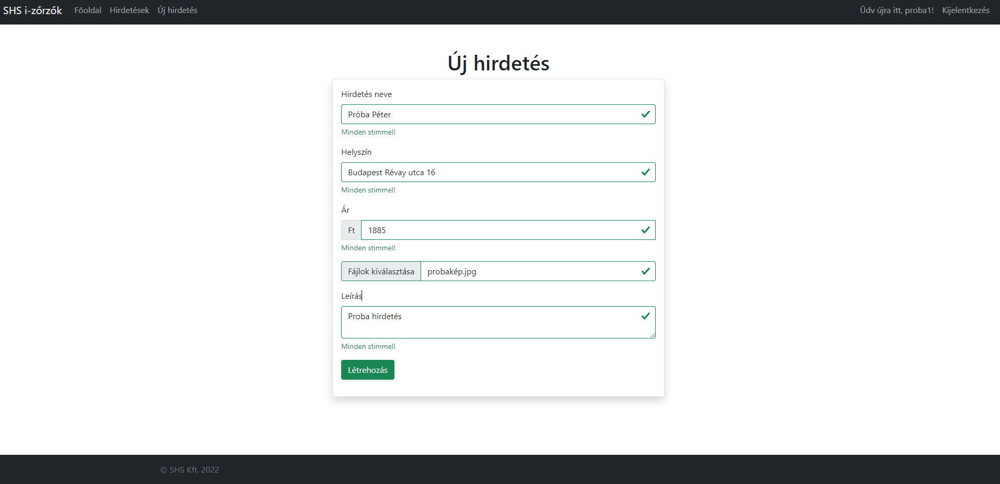 SHS i-zőrzők Főoldal Hirdetések Új hirdetés Üdv újra itt, proba1! Kijelentkezés
Új hirdetés
Hirdetés neve
Próba Péter
Minden stimmel!
Helyszín
Budapest Révay utca 16
Minden stimmel!
Ár
Ft 1885
Minden stimmel!
Fájlok kiválasztása probakép.jpg
Leírás
Proba hirdetés
Minden stimmel!
Létrehozás
© SHS Kft. 2022